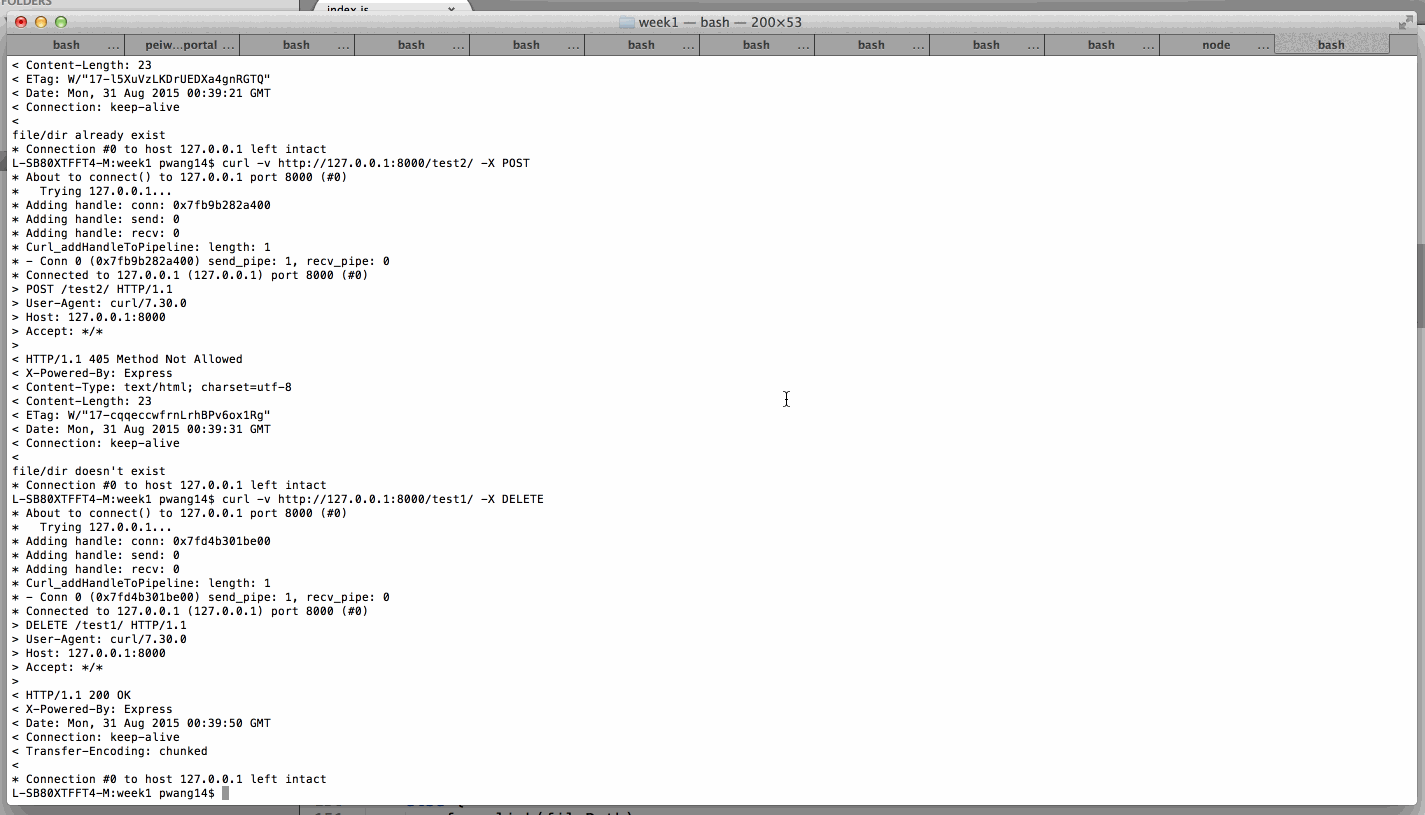 FOLDERS
index.js
week1 — bash — 200×53
bash ... peiw...portal ... bash ... bash ... bash ... bash ... bash ... bash ... bash ... bash ... node ... bash
< Content-Length: 23
< ETag: W/"17-l5XuVzLKDrUEDXa4gnRGTQ"
< Date: Mon, 31 Aug 2015 00:39:21 GMT
< Connection: keep-alive
<
file/dir already exist
* Connection #0 to host 127.0.0.1 left intact
L-SB80XTFFT4-M:week1 pwang14$ curl -v http://127.0.0.1:8000/test2/ -X POST
* About to connect() to 127.0.0.1 port 8000 (#0)
*   Trying 127.0.0.1...
* Adding handle: conn: 0x7fb9b282a400
* Adding handle: send: 0
* Adding handle: recv: 0
* Curl_addHandleToPipeline: length: 1
* - Conn 0 (0x7fb9b282a400) send_pipe: 1, recv_pipe: 0
* Connected to 127.0.0.1 (127.0.0.1) port 8000 (#0)
> POST /test2/ HTTP/1.1
> User-Agent: curl/7.30.0
> Host: 127.0.0.1:8000
> Accept: */*
>
< HTTP/1.1 405 Method Not Allowed
< X-Powered-By: Express
< Content-Type: text/html; charset=utf-8
< Content-Length: 23
< ETag: W/"17-cqqeccwfrnLrhBPv6ox1Rg"
< Date: Mon, 31 Aug 2015 00:39:31 GMT
< Connection: keep-alive
<
file/dir doesn't exist
* Connection #0 to host 127.0.0.1 left intact
L-SB80XTFFT4-M:week1 pwang14$ curl -v http://127.0.0.1:8000/test1/ -X DELETE
* About to connect() to 127.0.0.1 port 8000 (#0)
*   Trying 127.0.0.1...
* Adding handle: conn: 0x7fd4b301be00
* Adding handle: send: 0
* Adding handle: recv: 0
* Curl_addHandleToPipeline: length: 1
* - Conn 0 (0x7fd4b301be00) send_pipe: 1, recv_pipe: 0
* Connected to 127.0.0.1 (127.0.0.1) port 8000 (#0)
> DELETE /test1/ HTTP/1.1
> User-Agent: curl/7.30.0
> Host: 127.0.0.1:8000
> Accept: */*
>
< HTTP/1.1 200 OK
< X-Powered-By: Express
< Date: Mon, 31 Aug 2015 00:39:50 GMT
< Connection: keep-alive
< Transfer-Encoding: chunked
<
* Connection #0 to host 127.0.0.1 left intact
L-SB80XTFFT4-M:week1 pwang14$